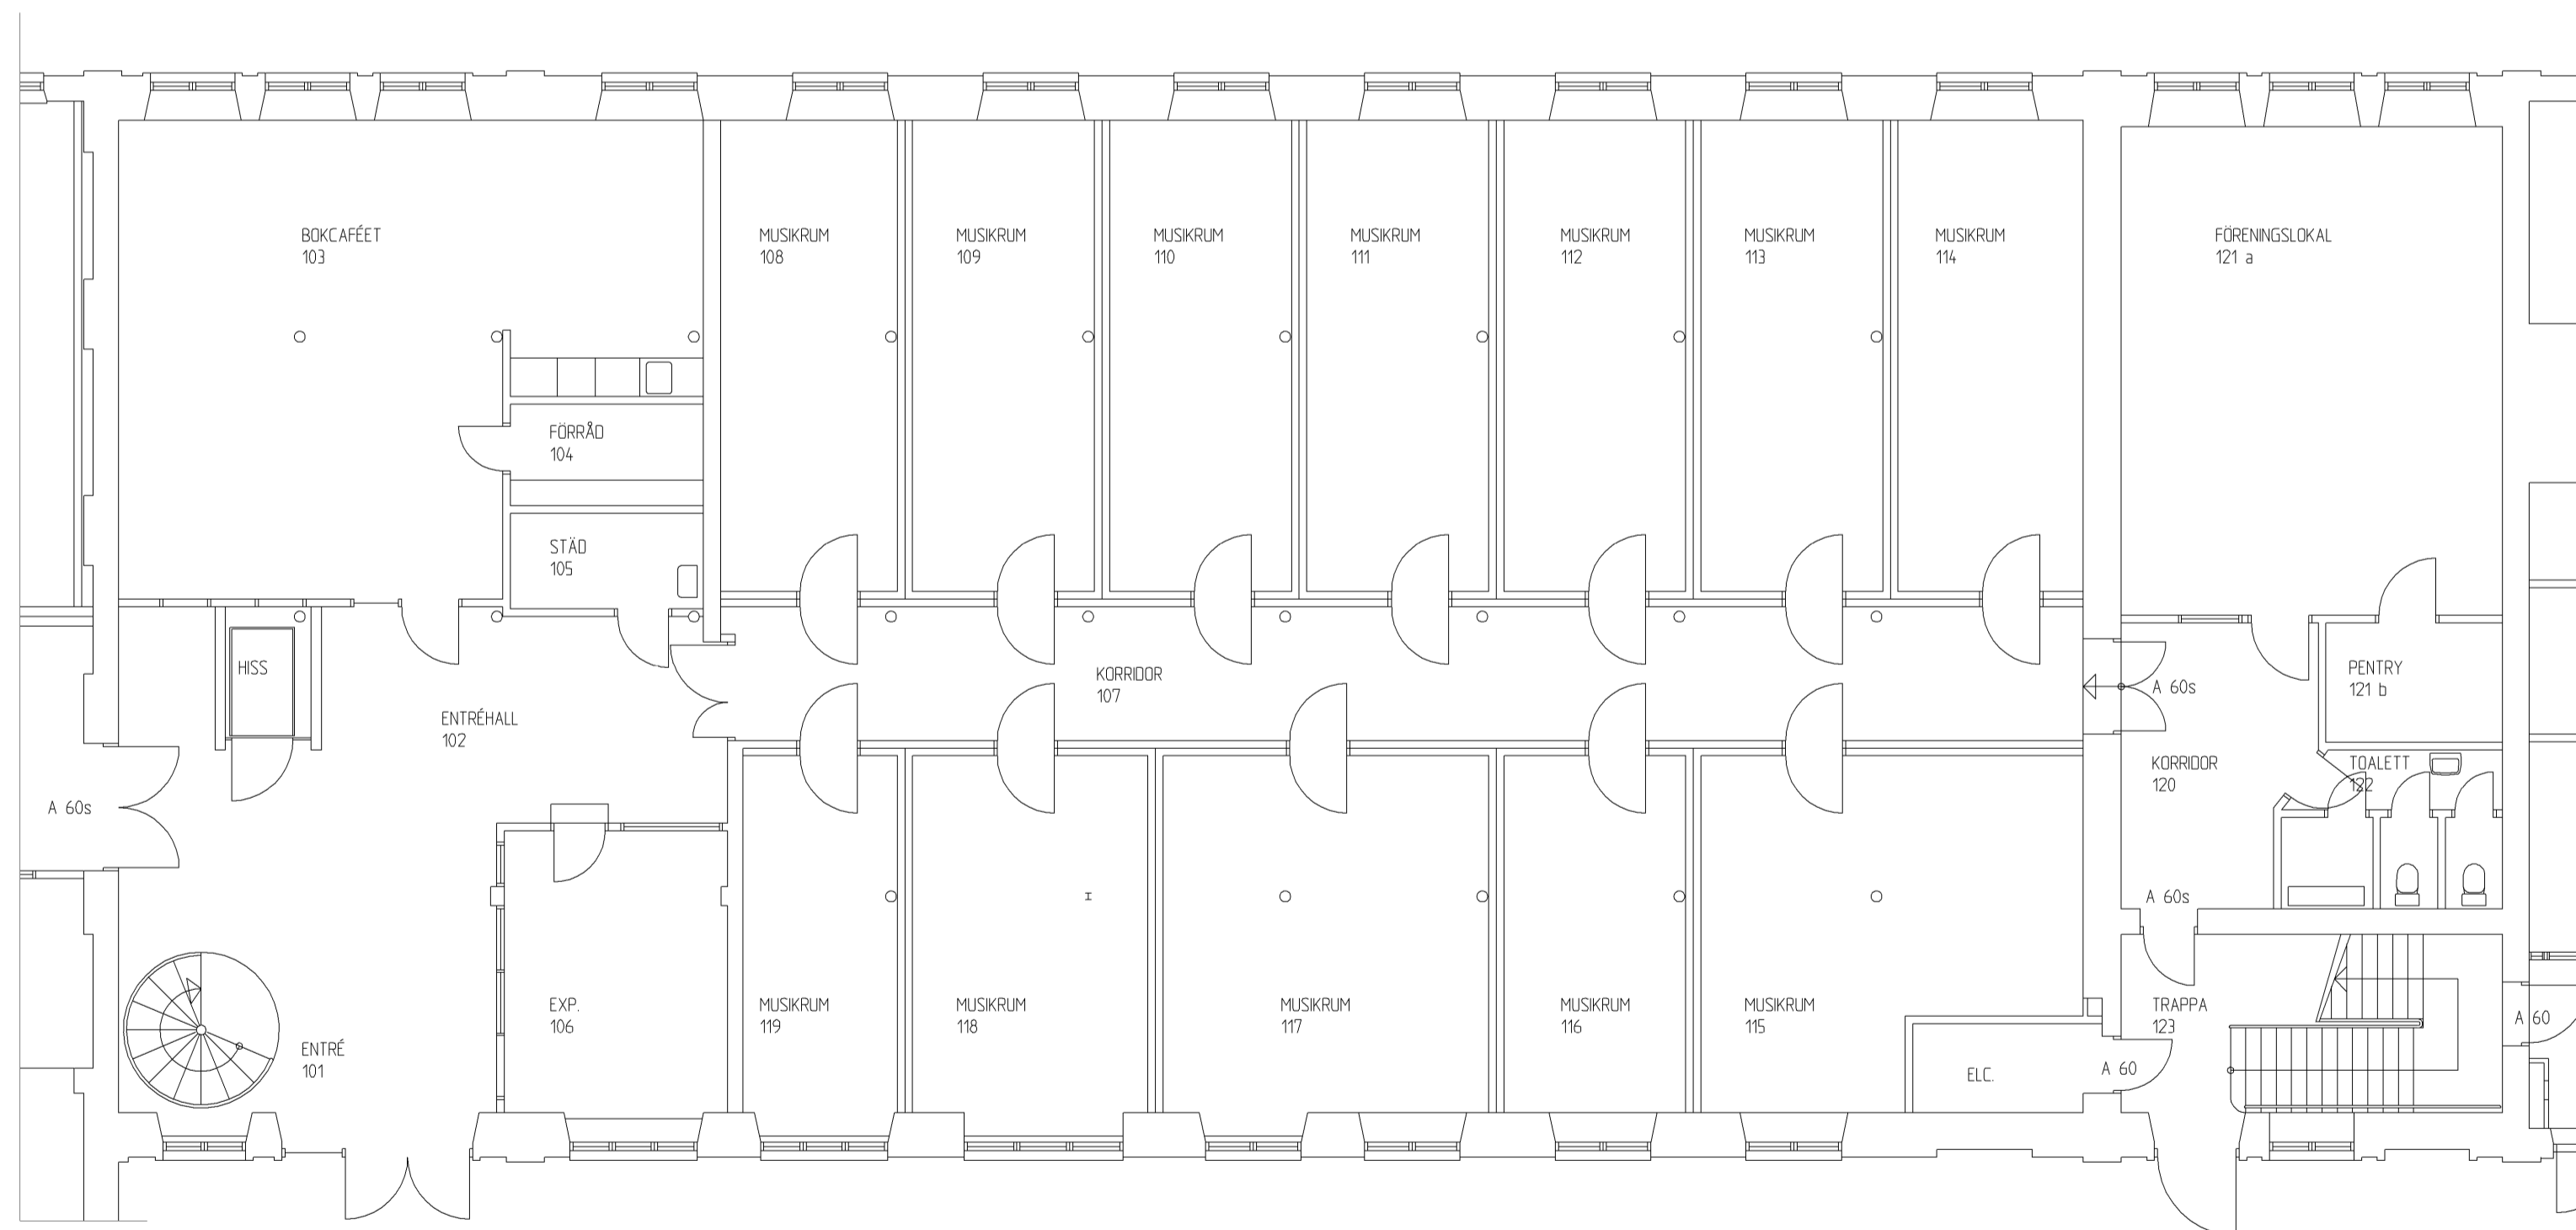 BOKCAFÉET
103
MUSIKRUM
108
MUSIKRUM
109
MUSIKRUM
110
MUSIKRUM
111
MUSIKRUM
112
MUSIKRUM
113
MUSIKRUM
114
FÖRENINGSLOKAL
121 a
FÖRRÅD
104
STÄD
105
HISS
ENTRÉHALL
102
KORRIDOR
107
A 60s
PENTRY
121 b
KORRIDOR
120
TOALETT
122
A 60s
A 60s
EXP.
106
MUSIKRUM
119
MUSIKRUM
118
MUSIKRUM
117
MUSIKRUM
116
MUSIKRUM
115
TRAPPA
123
A 60
ENTRÉ
101
ELC.
A 60